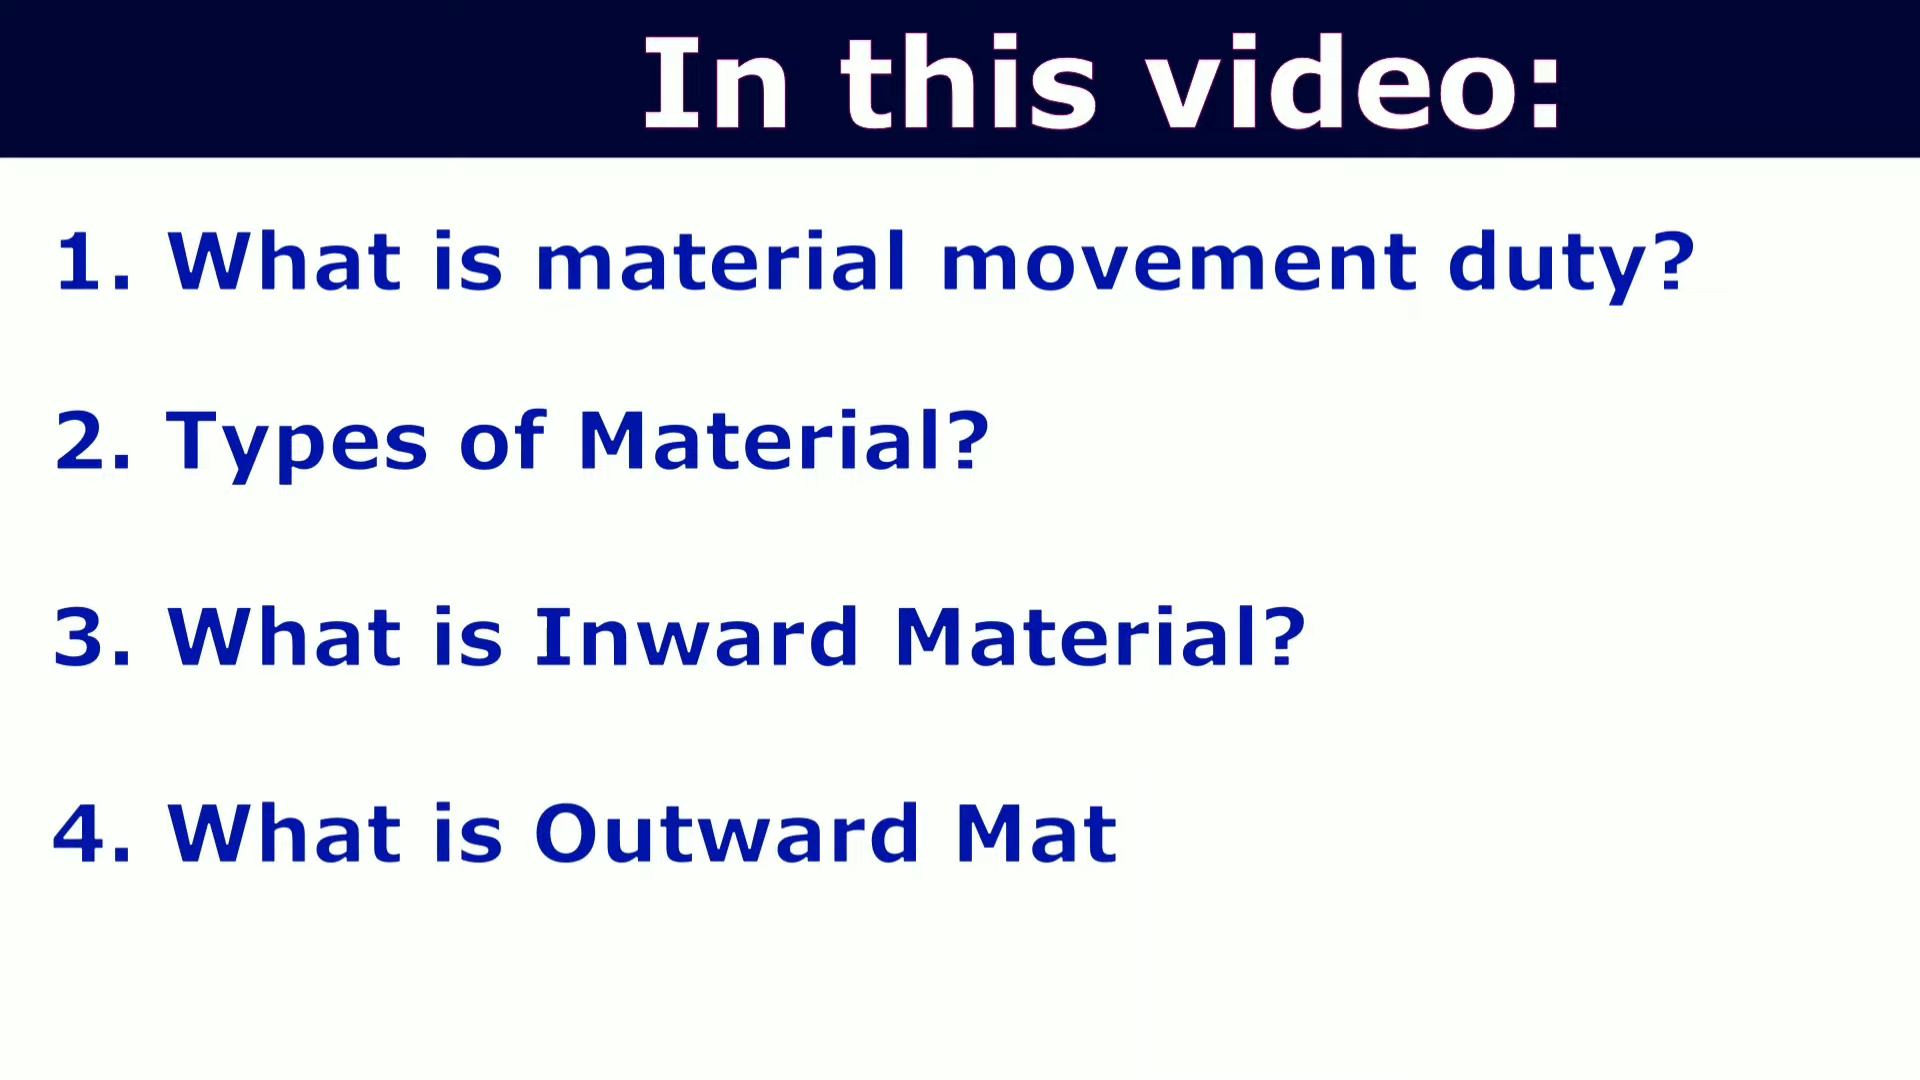 In this video:
1. What is material movement duty?
2. Types of Material?
3. What is Inward Material?
4. What is Outward Mat